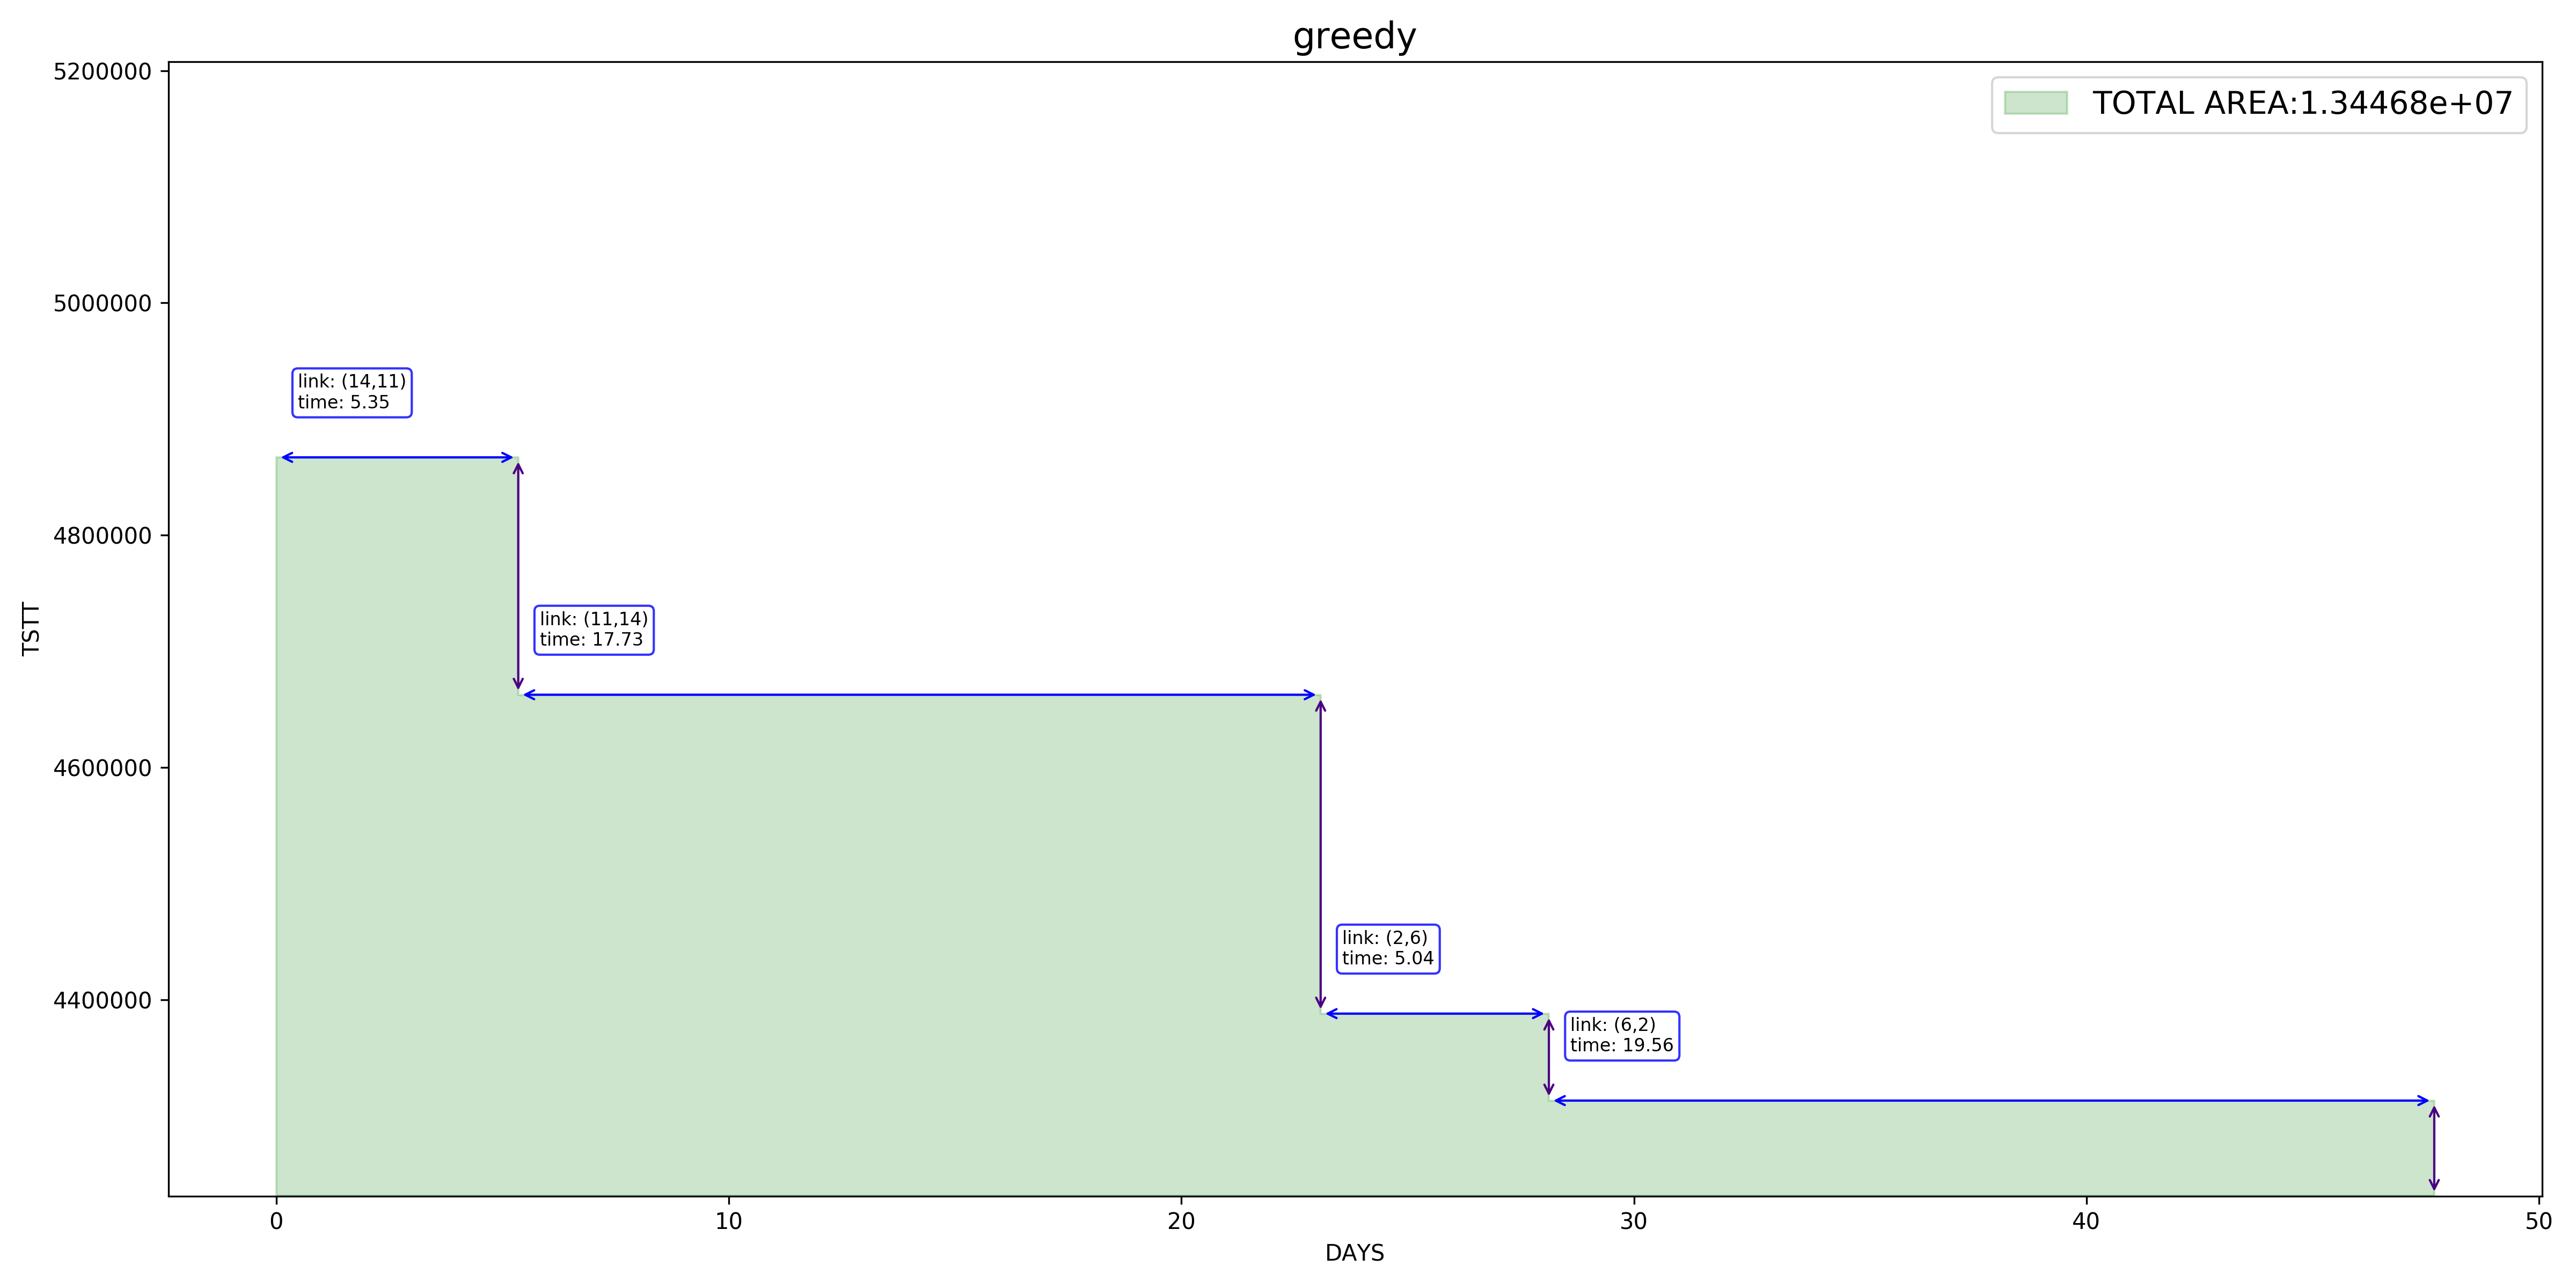 greedy
TOTAL AREA:1.34468e+07
5200000
5000000
4800000
4600000
4400000
TSTT
link: (14,11)
time: 5.35
link: (11,14)
time: 17.73
link: (2,6)
time: 5.04
link: (6,2)
time: 19.56
0
10
20
30
40
50
DAYS